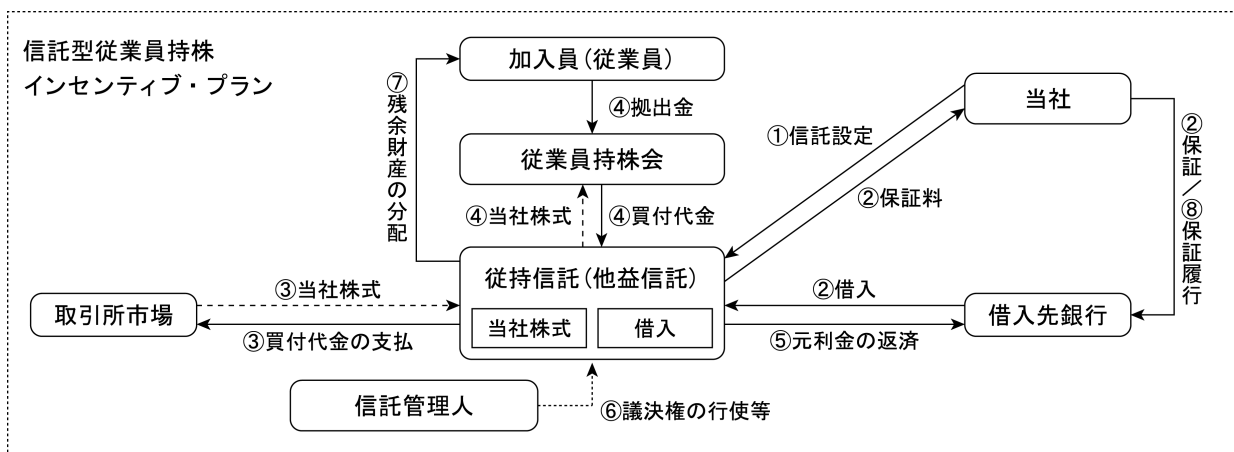 信託型従業員持株
インセンティブ・プラン
加入員（従業員）
④拠出金
従業員持株会
④当社株式
④買付代金
⑦残余財産の分配
当社
①信託設定
②保証料
②保証／⑧保証履行
従持信託（他益信託）
当社株式
借入
取引所市場
③当社株式
③買付代金の支払
②借入
⑤元利金の返済
借入先銀行
信託管理人
⑥議決権の行使等